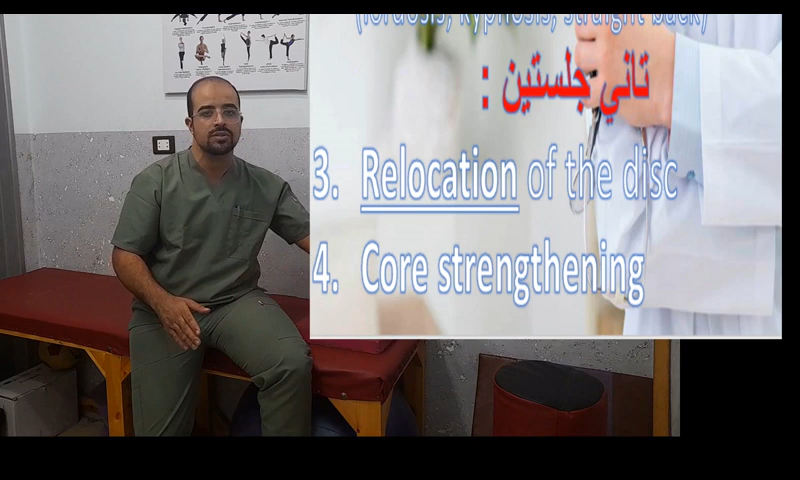 (lordosis, kyphosis, straight back)
تاني جلستين :
3. Relocation of the disc
4. Core strengthening